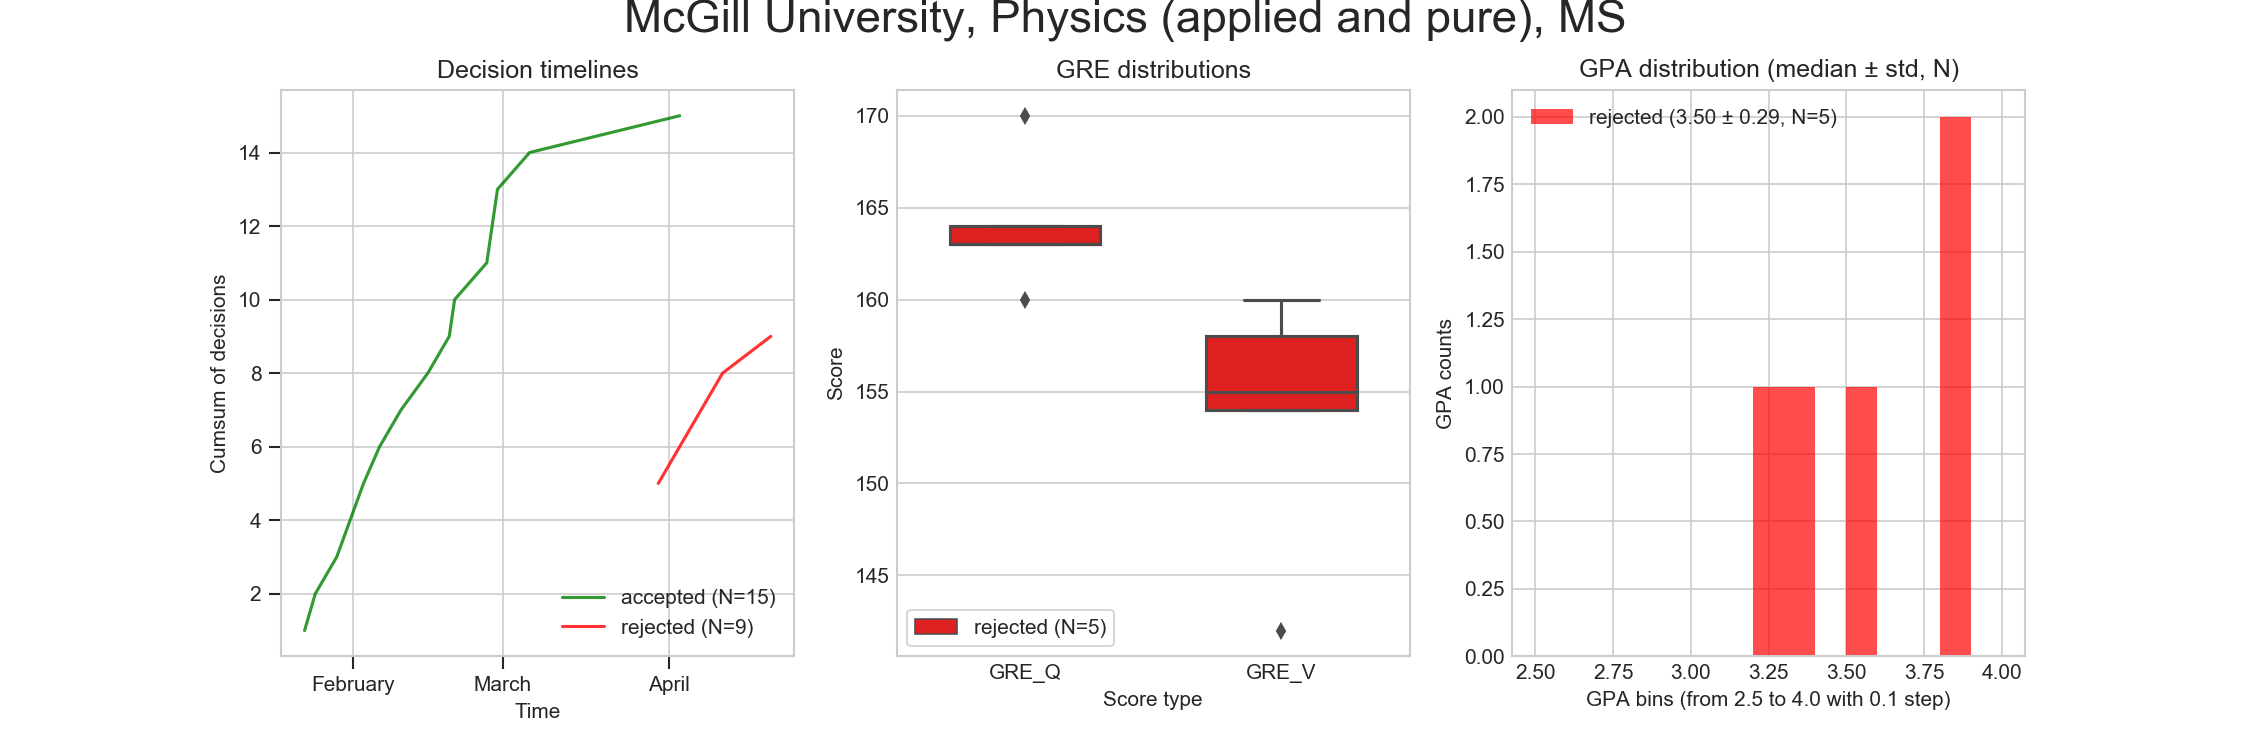 McGill University, Physics (applied and pure), MS
Decision timelines
Cumsum of decisions
14
12
10
8
6
4
2
accepted (N=15)
rejected (N=9)
February March April
Time
GRE distributions
Score
170
165
160
155
150
145
rejected (N=5)
GRE_Q GRE_V
Score type
GPA distribution (median ± std, N)
GPA counts
2.00
1.75
1.50
1.25
1.00
0.75
0.50
0.25
0.00
rejected (3.50 ± 0.29, N=5)
2.50 2.75 3.00 3.25 3.50 3.75 4.00
GPA bins (from 2.5 to 4.0 with 0.1 step)